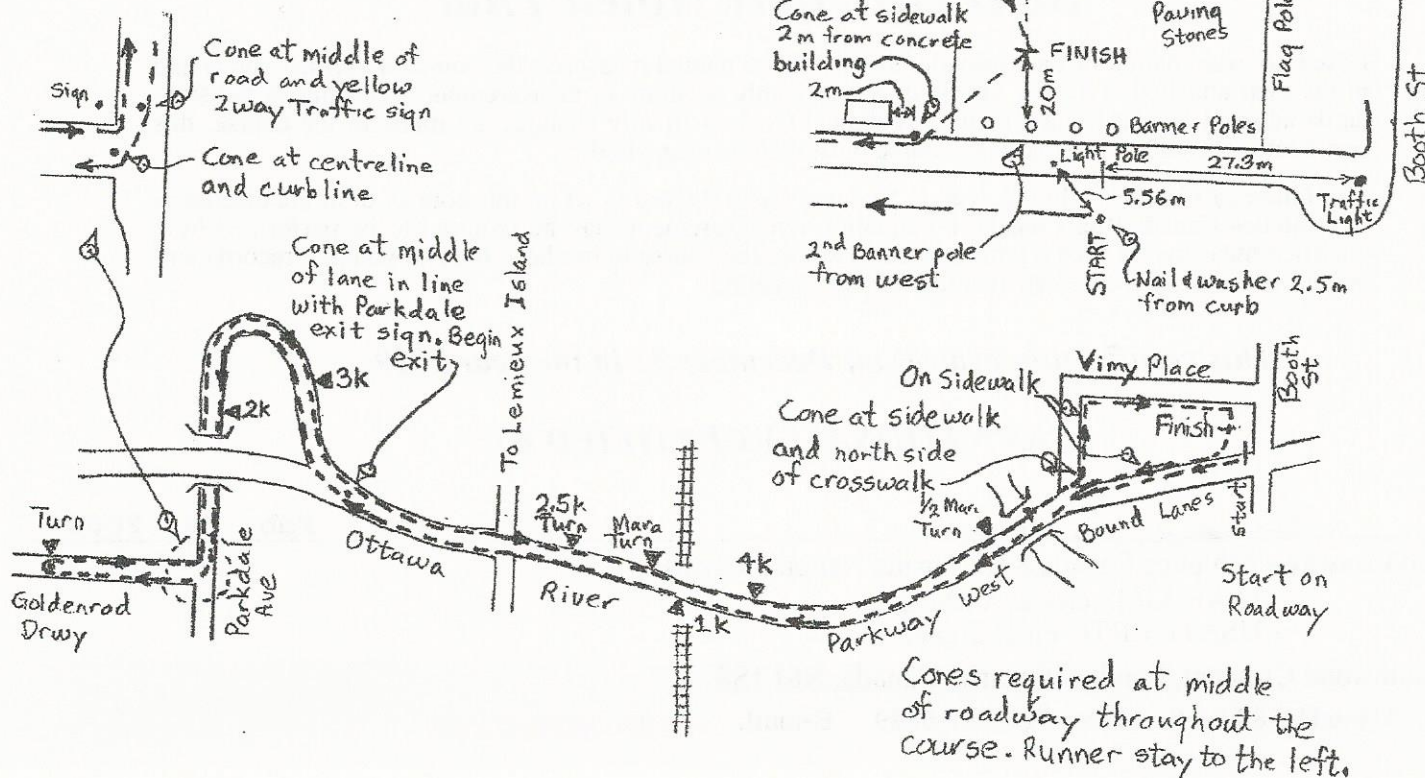 Sign
Cone at middle of
road and yellow
2way Traffic sign
Cone at centreline
and curbline
Cone at sidewalk
2m from concrete
building
2m
FINISH
20m
Paving
Stones
Flag Pole
Booth St
Banner Poles
Light Pole
27.3m
5.56m
Traffic
Light
2nd Banner pole
from west
START
Nail & washer 2.5m
from curb
Cone at middle
of lane in line
with Parkdale
exit sign. Begin
exit
To Lemieux Island
3k
2k
On Sidewalk
Vimy Place
Booth
St
Cone at sidewalk
and north side
of crosswalk
Finish
Start
1/2 Mar.
Turn
2.5k
Turn
Mara
Turn
4k
1k
Turn
Goldenrod
Drwy
Parkdale
Ave
Ottawa
River
Parkway
West
Bound Lanes
Start on
Roadway
Cones required at middle
of roadway throughout the
course. Runner stay to the left.